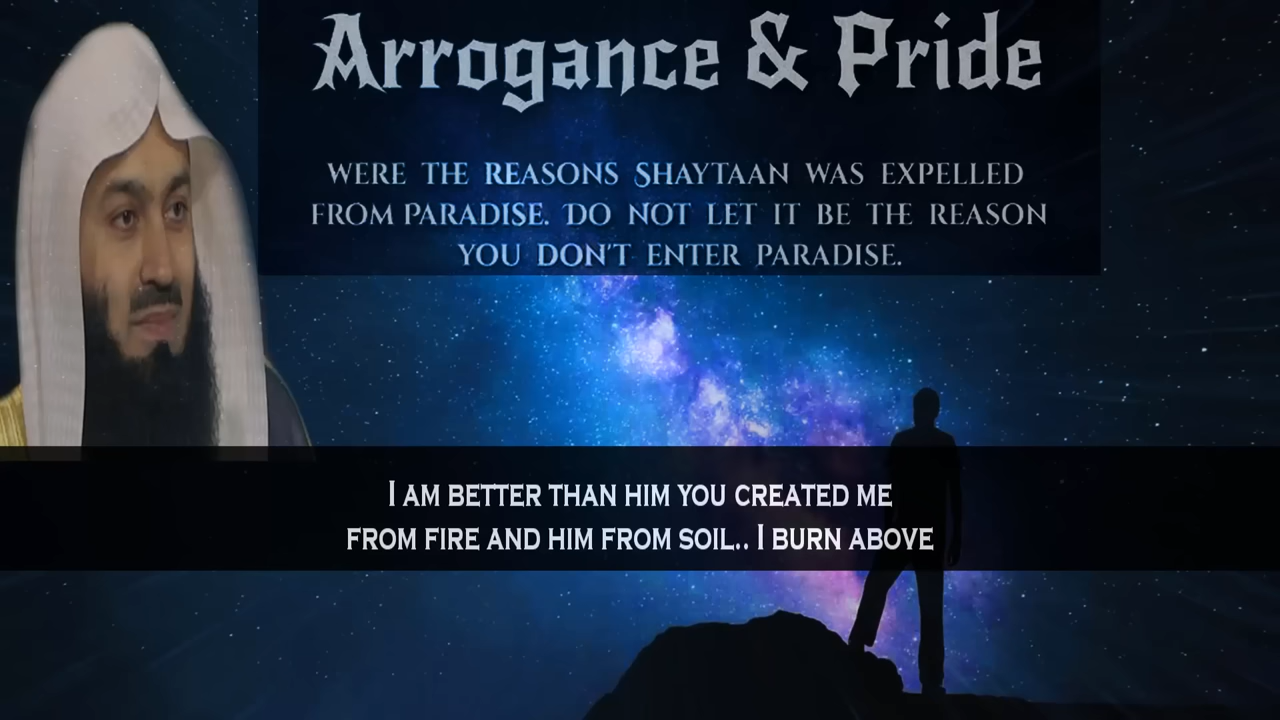 Arrogance & Pride
WERE THE REASONS SHAYTAAN WAS EXPELLED
FROM PARADISE. DO NOT LET IT BE THE REASON
YOU DON'T ENTER PARADISE.
I AM BETTER THAN HIM YOU CREATED ME
FROM FIRE AND HIM FROM SOIL.. I BURN ABOVE